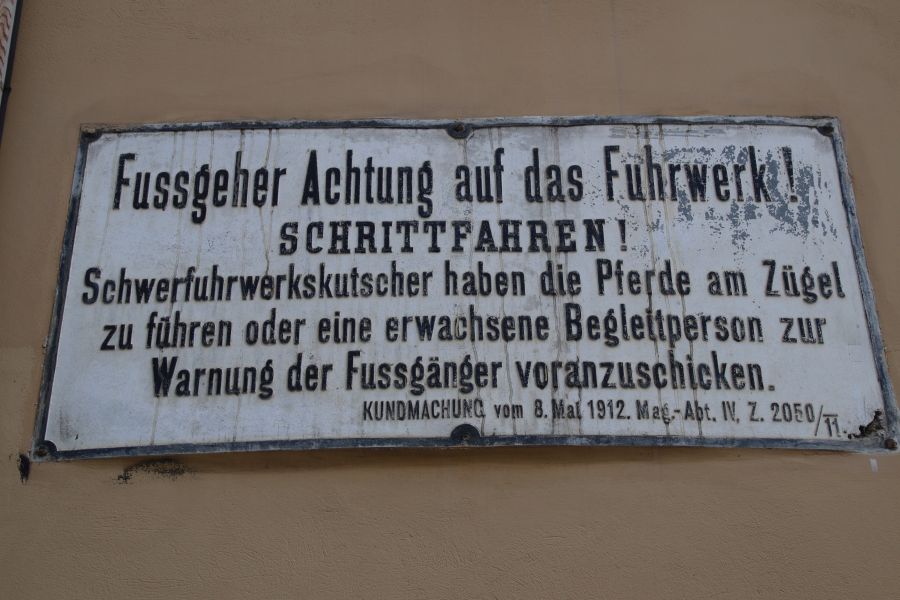 Fussgeher Achtung auf das Fuhrwerk!
SCHRITTFAHREN!
Schwerfuhrwerkskutscher haben die Pferde am Zügel
zu führen oder eine erwachsene Begleitperson zur
Warnung der Fussgänger voranzuschicken.
KUNDMACHUNG vom 8. Mai 1912. Mag.-Abt. IV, Z. 2050/11